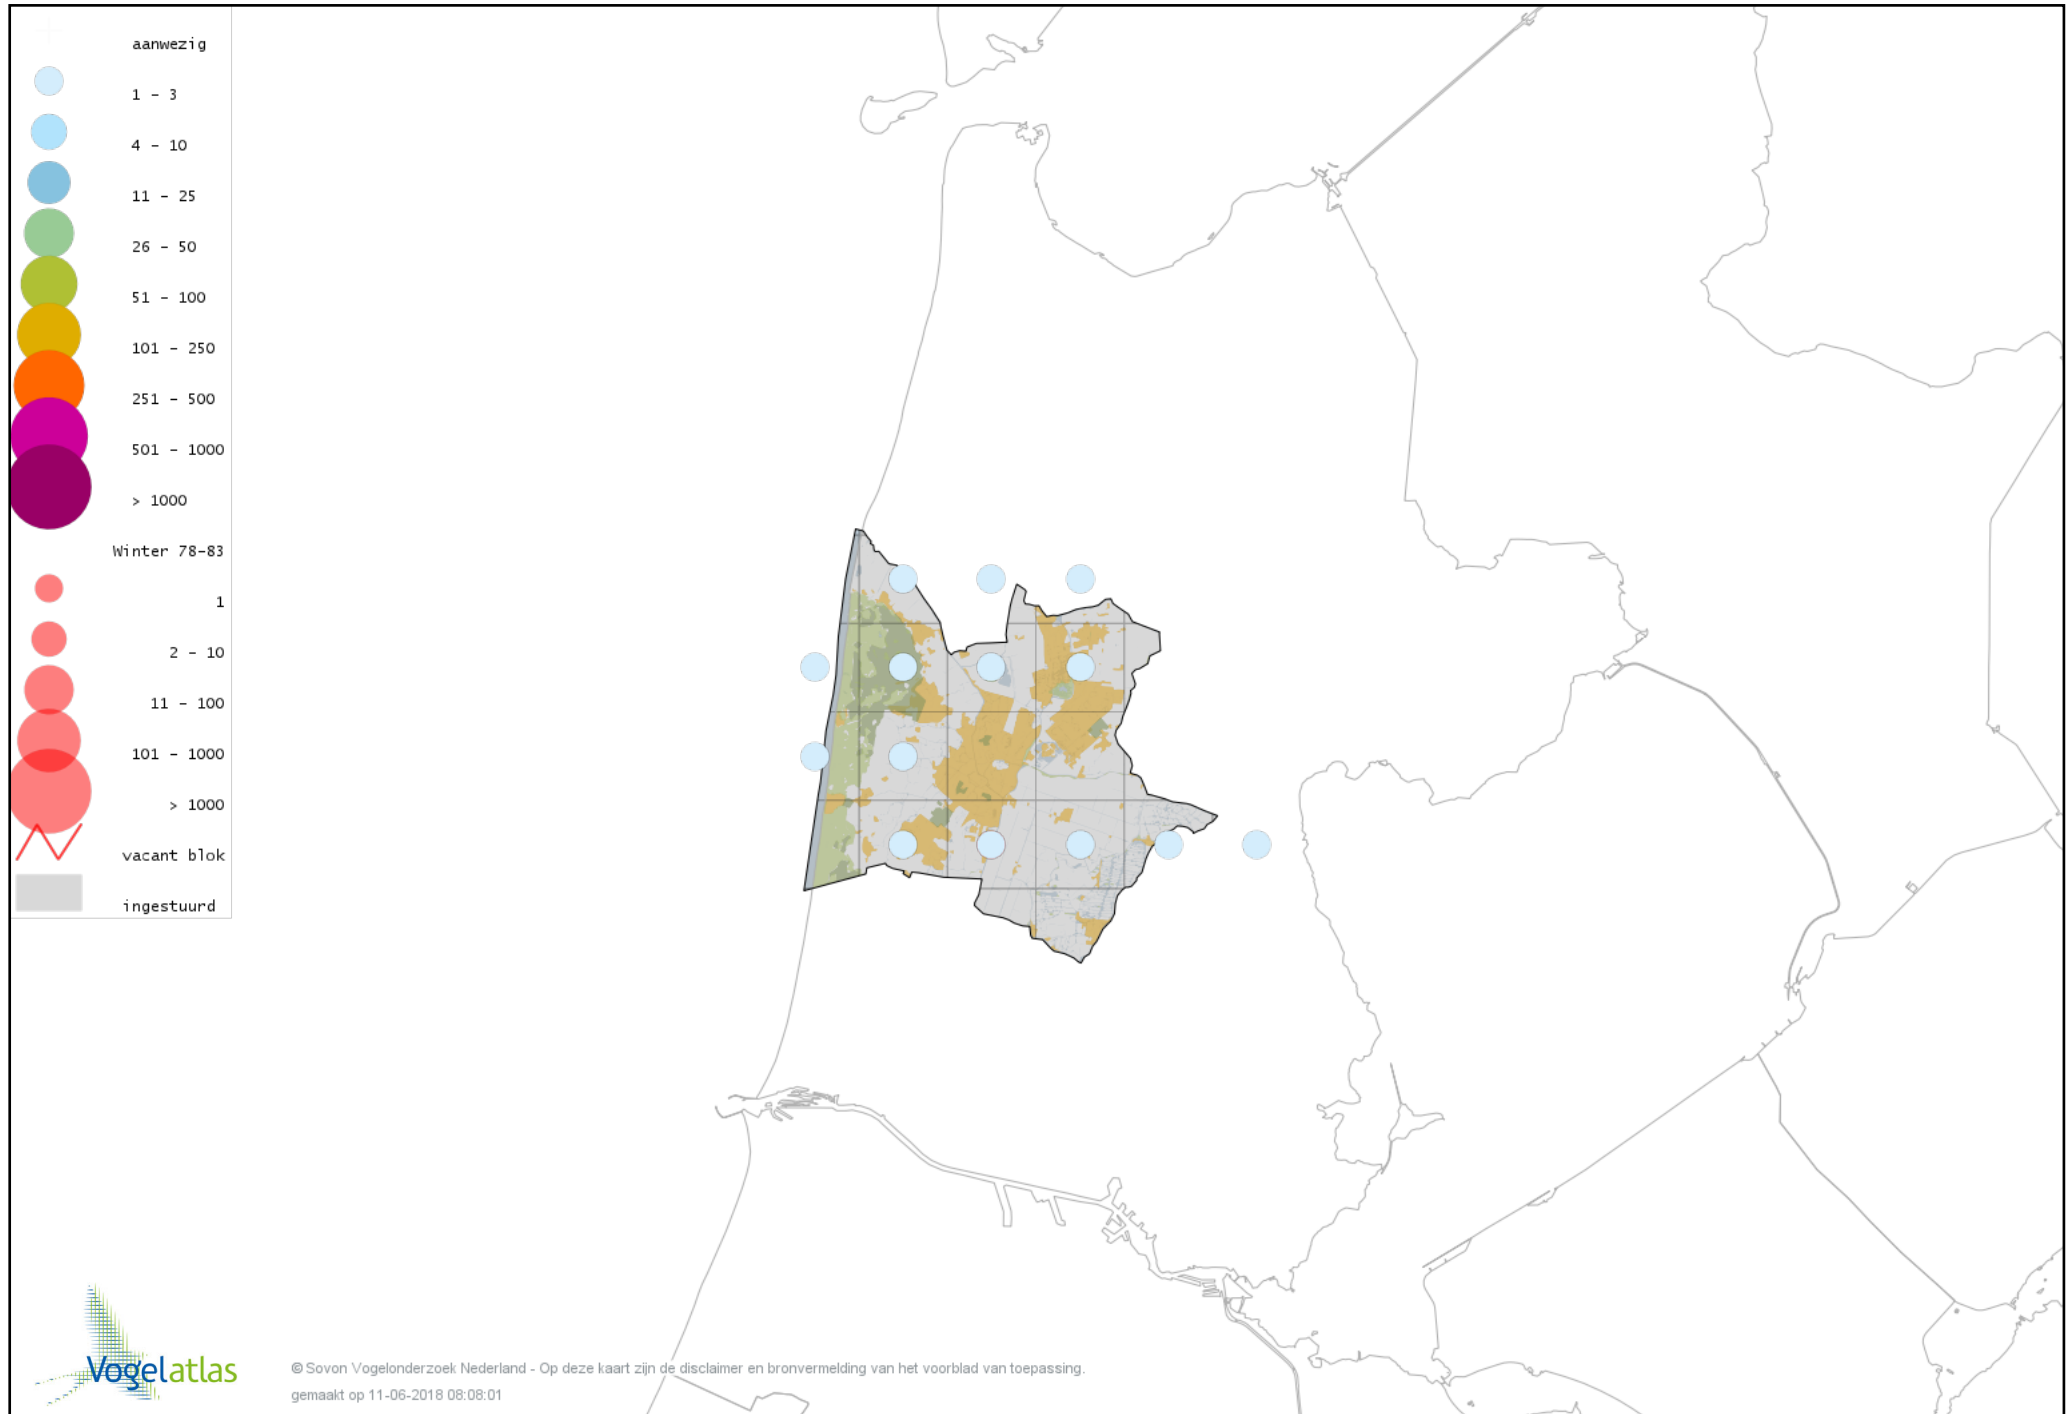 aanwezig
1 - 3
4 - 10
11 - 25
26 - 50
51 - 100
101 - 250
251 - 500
501 - 1000
> 1000
Winter 78-83
1
2 - 10
11 - 100
101 - 1000
> 1000
vacant blok
ingestuurd
Vogelatlas
© Sovon Vogelonderzoek Nederland - Op deze kaart zijn de disclaimer en bronvermelding van het voorblad van toepassing.
gemaakt op 11-06-2018 08:08:01